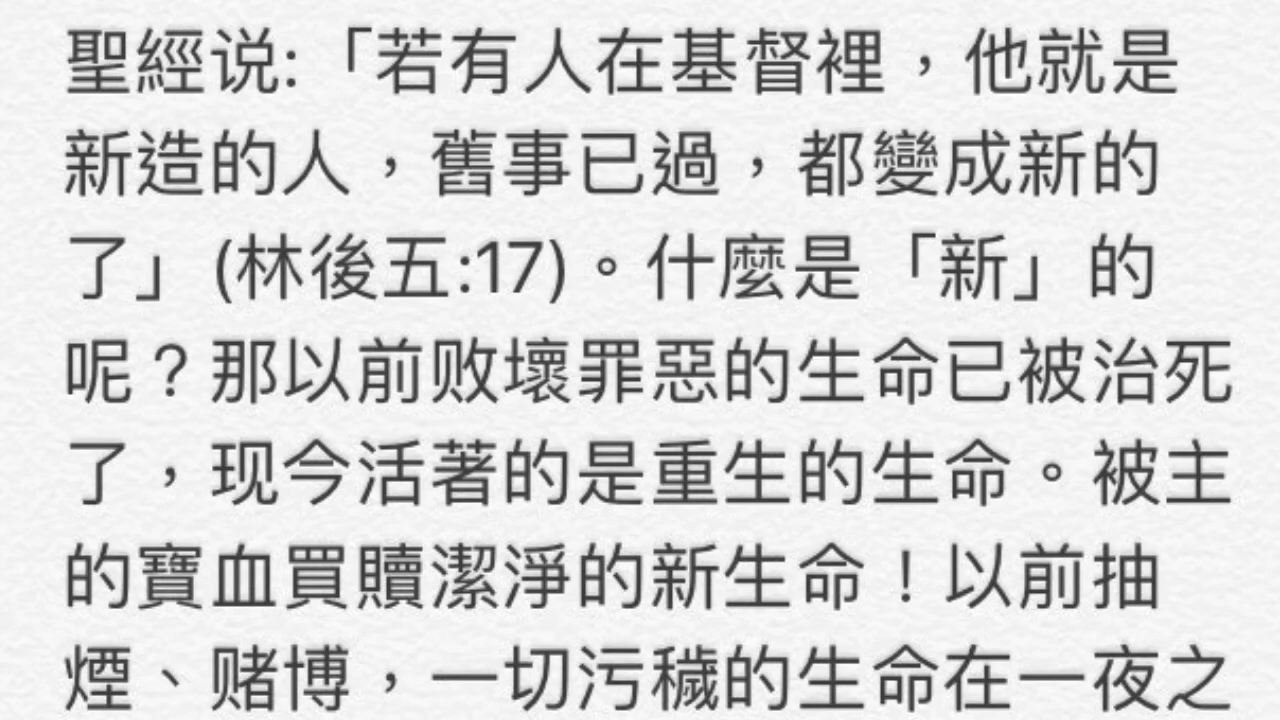 聖經说:「若有人在基督裡，他就是
新造的人，舊事已過，都變成新的
了」(林後五:17)。什麼是「新」的
呢？那以前败壞罪惡的生命已被治死
了，现今活著的是重生的生命。被主
的寶血買贖潔淨的新生命！以前抽
煙、赌博，一切污穢的生命在一夜之